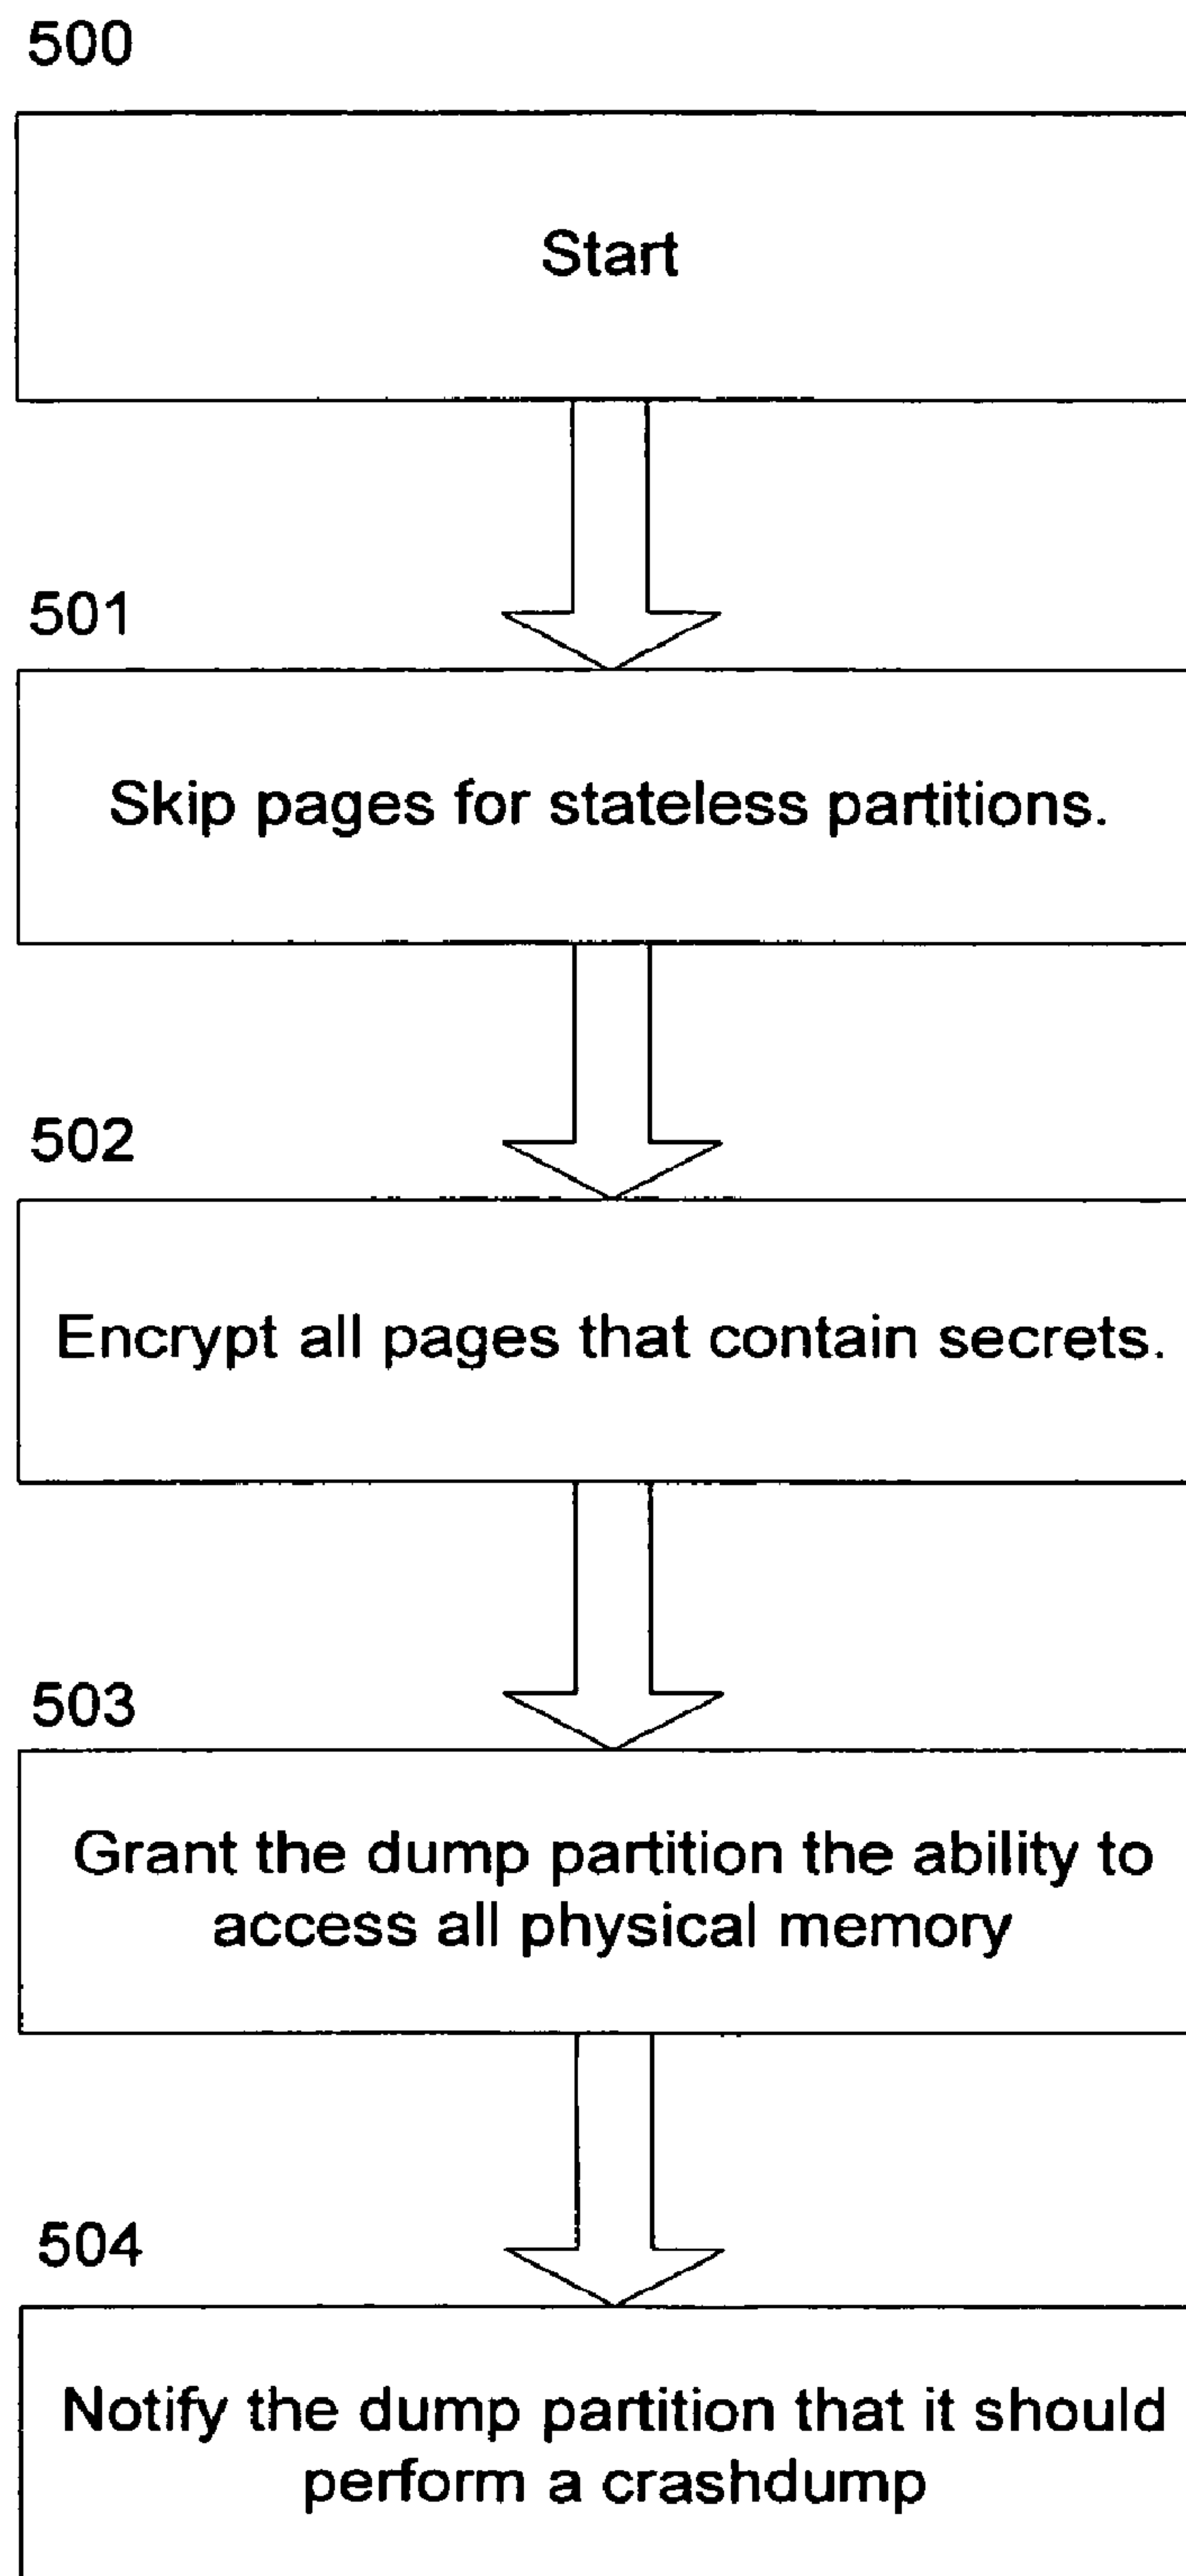 500
Start
501
Skip pages for stateless partitions.
502
Encrypt all pages that contain secrets.
503
Grant the dump partition the ability to
access all physical memory
504
Notify the dump partition that it should
perform a crashdump